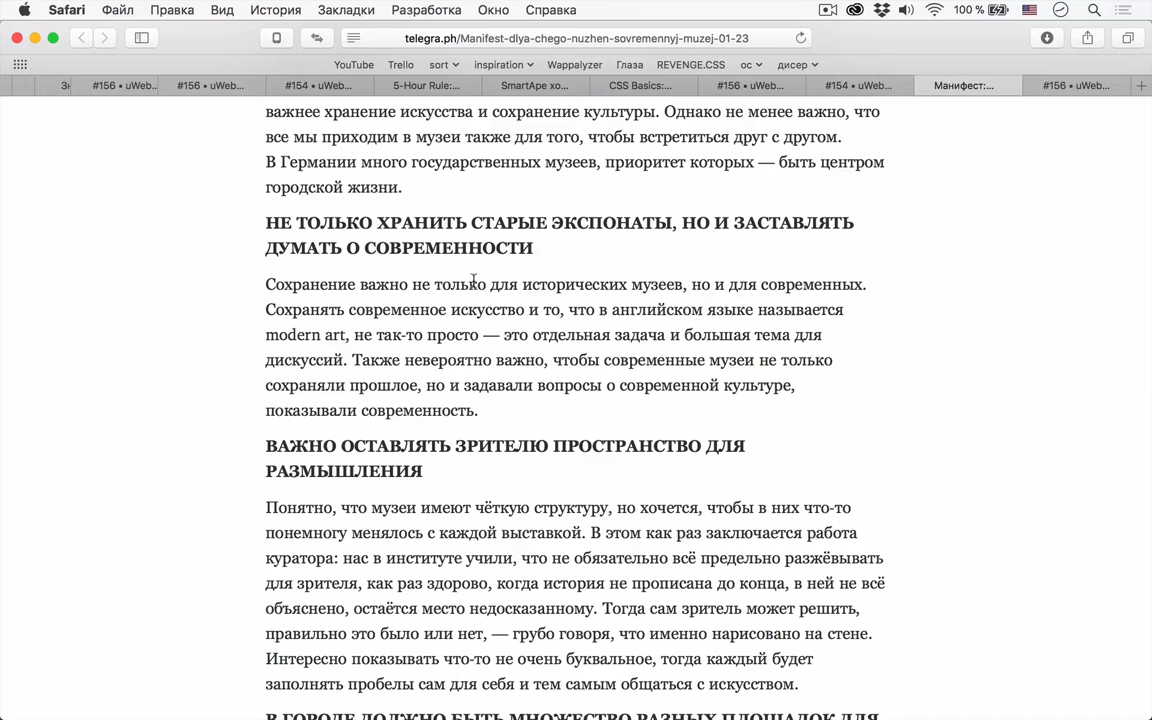 Safari Файл Правка Вид История Закладки Разработка Окно Справка 100 %
telegra.ph/Manifest-dlya-chego-nuzhen-sovremennyj-muzej-01-23
YouTube Trello sort inspiration Wappalyzer Глаза REVENGE.CSS ос дисер
#156 • uWeb... #156 • uWeb... #154 • uWeb... 5-Hour Rule:... SmartApe хо... CSS Basics:... #156 • uWeb... #154 • uWeb... Манифест:... #156 • uWeb...
важнее хранение искусства и сохранение культуры. Однако не менее важно, что
все мы приходим в музеи также для того, чтобы встретиться друг с другом.
В Германии много государственных музеев, приоритет которых — быть центром
городской жизни.
НЕ ТОЛЬКО ХРАНИТЬ СТАРЫЕ ЭКСПОНАТЫ, НО И ЗАСТАВЛЯТЬ
ДУМАТЬ О СОВРЕМЕННОСТИ
Сохранение важно не только для исторических музеев, но и для современных.
Сохранять современное искусство и то, что в английском языке называется
modern art, не так-то просто — это отдельная задача и большая тема для
дискуссий. Также невероятно важно, чтобы современные музеи не только
сохраняли прошлое, но и задавали вопросы о современной культуре,
показывали современность.
ВАЖНО ОСТАВЛЯТЬ ЗРИТЕЛЮ ПРОСТРАНСТВО ДЛЯ
РАЗМЫШЛЕНИЯ
Понятно, что музеи имеют чёткую структуру, но хочется, чтобы в них что-то
понемногу менялось с каждой выставкой. В этом как раз заключается работа
куратора: нас в институте учили, что не обязательно всё предельно разжёвывать
для зрителя, как раз здорово, когда история не прописана до конца, в ней не всё
объяснено, остаётся место недосказанному. Тогда сам зритель может решить,
правильно это было или нет, — грубо говоря, что именно нарисовано на стене.
Интересно показывать что-то не очень буквальное, тогда каждый будет
заполнять пробелы сам для себя и тем самым общаться с искусством.
В ГОРОДЕ ДОЛЖНО БЫТЬ МНОЖЕСТВО РАЗНЫХ ПЛОЩАДОК ДЛЯ